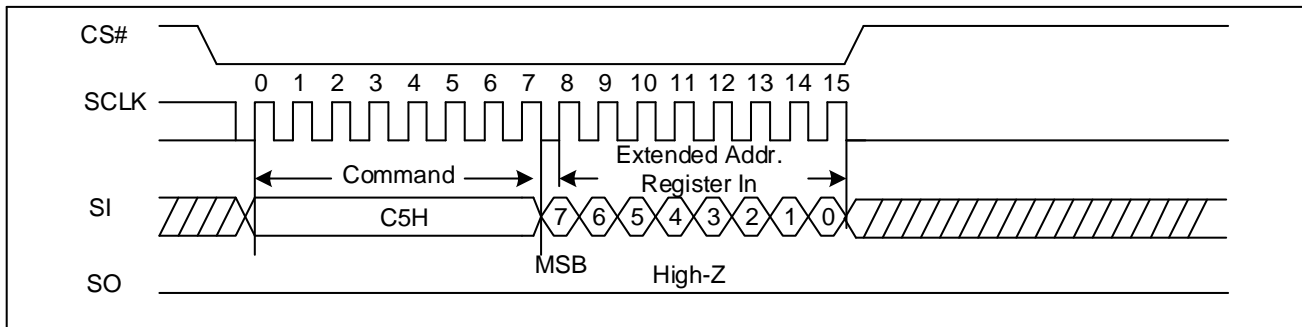 CS#
0 1 2 3 4 5 6 7 8 9 10 11 12 13 14 15
SCLK
Command
Extended Addr.
Register In
SI
C5H
7 6 5 4 3 2 1 0
MSB
High-Z
SO